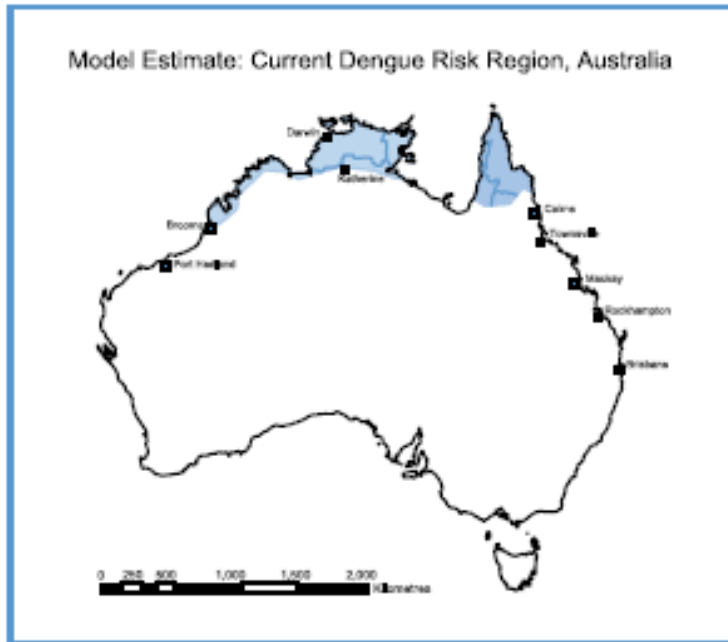 Model Estimate: Current Dengue Risk Region, Australia
Darwin
Katherine
Broome
Cairns
Townsville
Port Hedland
Mackay
Rockhampton
Brisbane
0 250 500 1,000 1,500 2,000
Kilometres